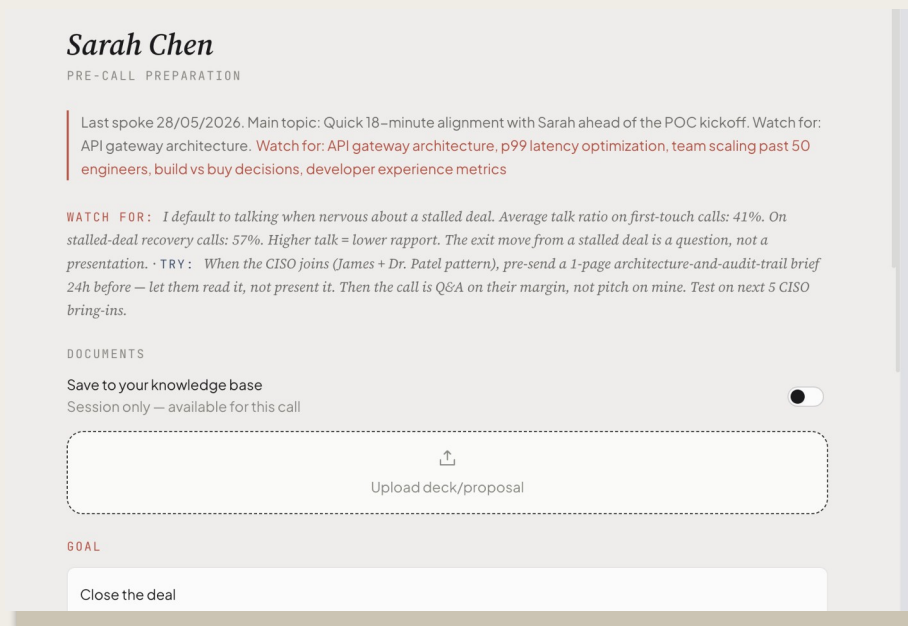 Sarah Chen
PRE-CALL PREPARATION
Last spoke 28/05/2026. Main topic: Quick 18-minute alignment with Sarah ahead of the POC kickoff. Watch for:
API gateway architecture. Watch for: API gateway architecture, p99 latency optimization, team scaling past 50
engineers, build vs buy decisions, developer experience metrics
WATCH FOR: I default to talking when nervous about a stalled deal. Average talk ratio on first-touch calls: 41%. On
stalled-deal recovery calls: 57%. Higher talk = lower rapport. The exit move from a stalled deal is a question, not a
presentation. · TRY: When the CISO joins (James + Dr. Patel pattern), pre-send a 1-page architecture-and-audit-trail brief
24h before — let them read it, not present it. Then the call is Q&A on their margin, not pitch on mine. Test on next 5 CISO
bring-ins.
DOCUMENTS
Save to your knowledge base
Session only — available for this call
Upload deck/proposal
GOAL
Close the deal